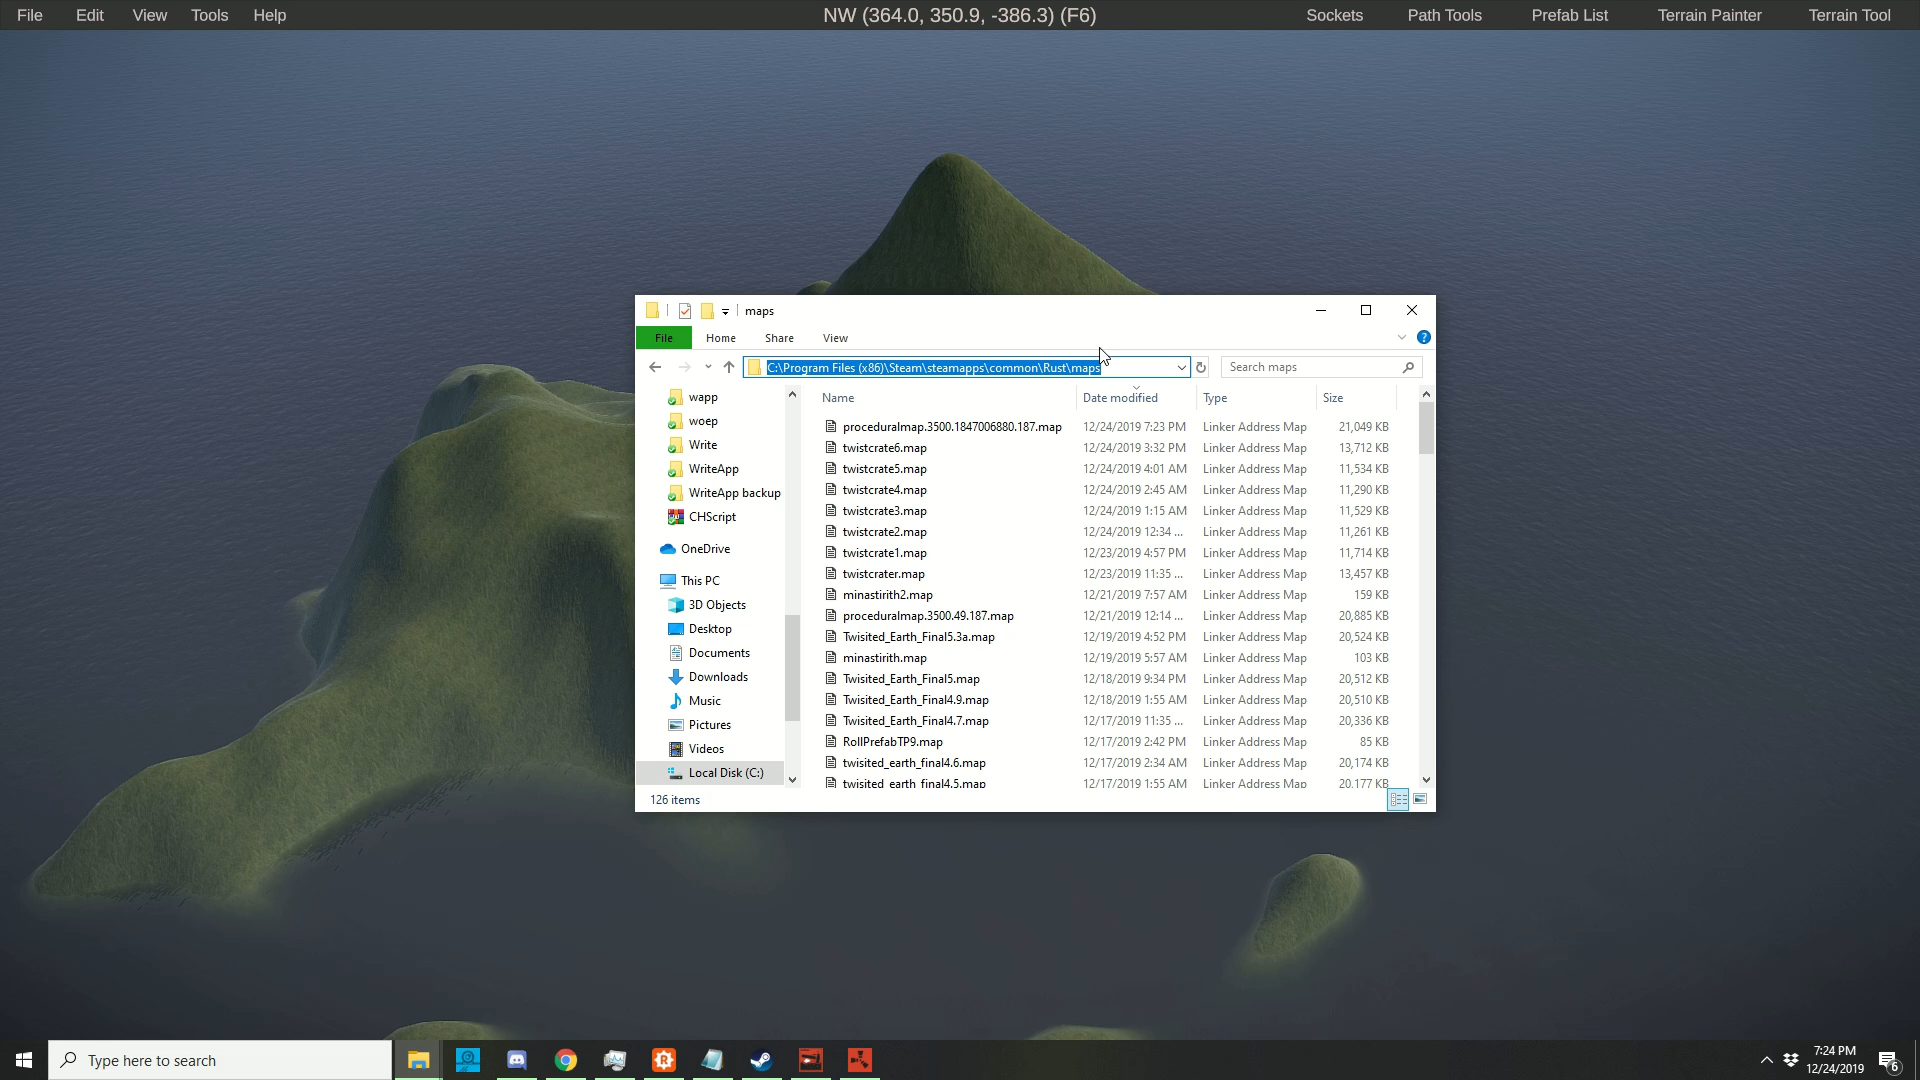 File Edit View Tools Help NW (364.0, 350.9, -386.3) (F6) Sockets Path Tools Prefab List Terrain Painter Terrain Tool
maps
File Home Share View
C:\Program Files (x86)\Steam\steamapps\common\Rust\maps Search maps
wapp
woep
Write
WriteApp
WriteApp backup
CHScript
OneDrive
This PC
3D Objects
Desktop
Documents
Downloads
Music
Pictures
Videos
Local Disk (C:)
Name Date modified Type Size
proceduralmap.3500.1847006880.187.map 12/24/2019 7:23 PM Linker Address Map 21,049 KB
twistcrate6.map 12/24/2019 3:32 PM Linker Address Map 13,712 KB
twistcrate5.map 12/24/2019 4:01 AM Linker Address Map 11,534 KB
twistcrate4.map 12/24/2019 2:45 AM Linker Address Map 11,290 KB
twistcrate3.map 12/24/2019 1:15 AM Linker Address Map 11,529 KB
twistcrate2.map 12/24/2019 12:34 ... Linker Address Map 11,261 KB
twistcrate1.map 12/23/2019 4:57 PM Linker Address Map 11,714 KB
twistcrater.map 12/23/2019 11:35 ... Linker Address Map 13,457 KB
minastirith2.map 12/21/2019 7:57 AM Linker Address Map 159 KB
proceduralmap.3500.49.187.map 12/21/2019 12:14 ... Linker Address Map 20,885 KB
Twisited_Earth_Final5.3a.map 12/19/2019 4:52 PM Linker Address Map 20,524 KB
minastirith.map 12/19/2019 5:57 AM Linker Address Map 103 KB
Twisited_Earth_Final5.map 12/18/2019 9:34 PM Linker Address Map 20,512 KB
Twisited_Earth_Final4.9.map 12/18/2019 1:55 AM Linker Address Map 20,510 KB
Twisited_Earth_Final4.7.map 12/17/2019 11:35 ... Linker Address Map 20,336 KB
RollPrefabTP9.map 12/17/2019 2:42 PM Linker Address Map 85 KB
twisited_earth_final4.6.map 12/17/2019 2:34 AM Linker Address Map 20,174 KB
twisited_earth_final4.5.map 12/17/2019 1:55 AM Linker Address Map 20,177 KB
126 items
Type here to search
7:24 PM
12/24/2019
6